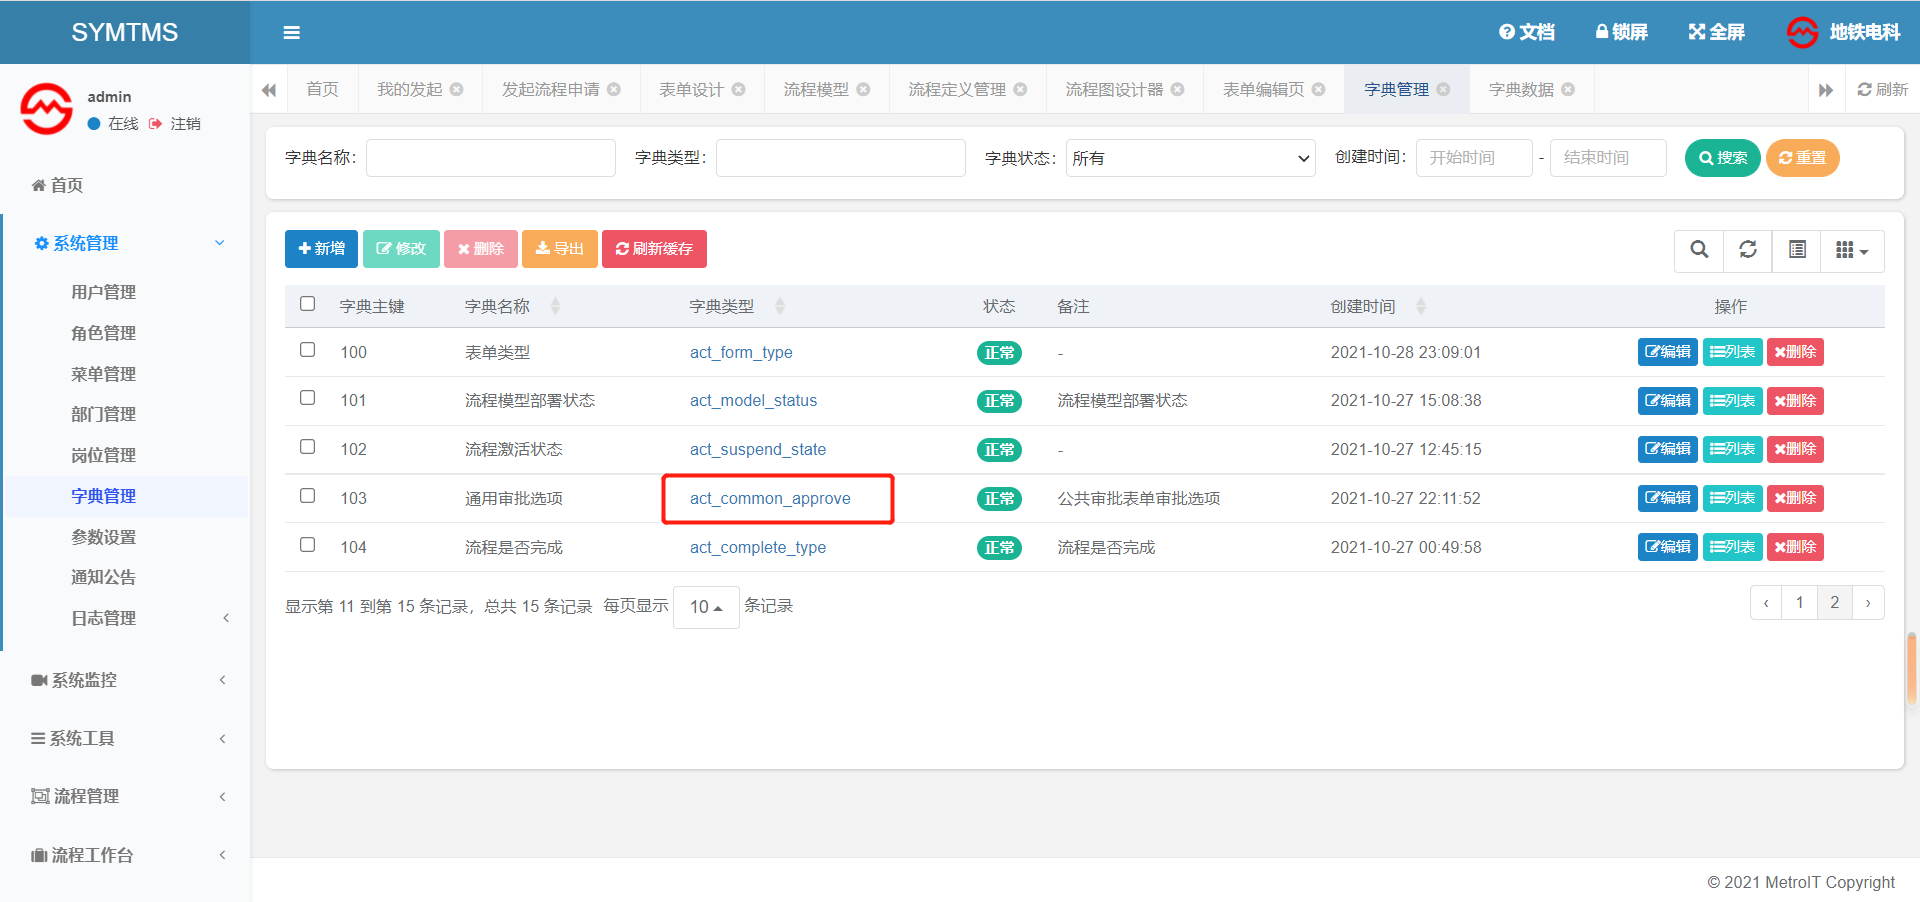 SYMTMS
文档 锁屏 全屏 地铁电科
admin
在线 注销
首页 我的发起 发起流程申请 表单设计 流程模型 流程定义管理 流程图设计器 表单编辑页 字典管理 字典数据 刷新
首页
系统管理
用户管理
角色管理
菜单管理
部门管理
岗位管理
字典管理
参数设置
通知公告
日志管理
系统监控
系统工具
流程管理
流程工作台
字典名称： 字典类型： 字典状态： 所有 创建时间： 开始时间 - 结束时间 搜索 重置
新增 修改 删除 导出 刷新缓存
字典主键 字典名称 字典类型 状态 备注 创建时间 操作
100 表单类型 act_form_type 正常 - 2021-10-28 23:09:01 编辑 列表 删除
101 流程模型部署状态 act_model_status 正常 流程模型部署状态 2021-10-27 15:08:38 编辑 列表 删除
102 流程激活状态 act_suspend_state 正常 - 2021-10-27 12:45:15 编辑 列表 删除
103 通用审批选项 act_common_approve 正常 公共审批表单审批选项 2021-10-27 22:11:52 编辑 列表 删除
104 流程是否完成 act_complete_type 正常 流程是否完成 2021-10-27 00:49:58 编辑 列表 删除
显示第 11 到第 15 条记录，总共 15 条记录 每页显示 10 条记录 ‹ 1 2 ›
© 2021 MetroIT Copyright